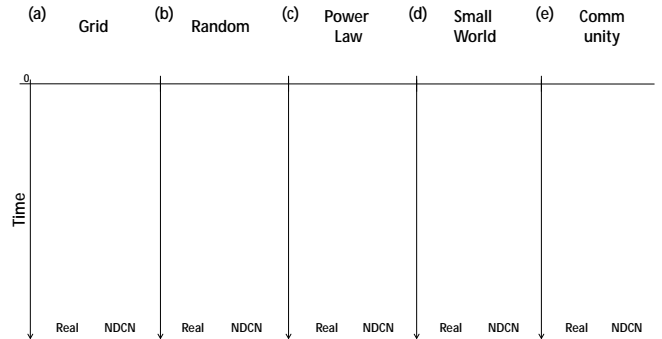 (a) Grid (b) Random (c) Power Law (d) Small World (e) Comm unity
0
Time
Real NDCN Real NDCN Real NDCN Real NDCN Real NDCN